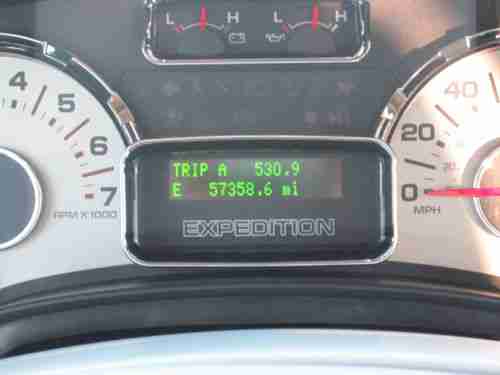 L H L H
4
5
6
7
RPM X 1000
TRIP A 530.9
E 57358.6 mi
EXPEDITION
40
20
0
MPH